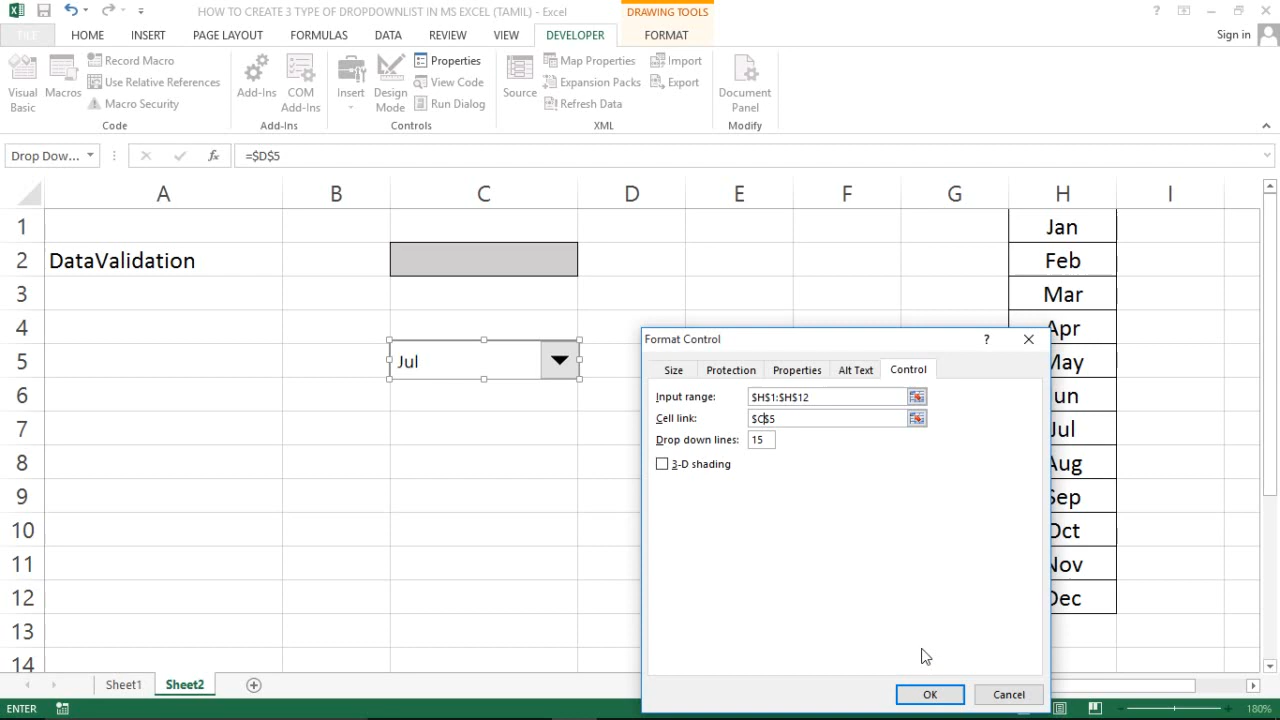 HOW TO CREATE 3 TYPE OF DROPDOWNLIST IN MS EXCEL (TAMIL) - Excel
DRAWING TOOLS
?
FILE HOME INSERT PAGE LAYOUT FORMULAS DATA REVIEW VIEW DEVELOPER FORMAT
Sign in
Visual Basic
Macros
Record Macro
Use Relative References
Macro Security
Code
Add-Ins
COM Add-Ins
Add-Ins
Insert
Design Mode
Properties
View Code
Run Dialog
Controls
Source
Map Properties
Expansion Packs
Refresh Data
Import
Export
XML
Document Panel
Modify
Drop Dow...
fx
=$D$5
A B C D E F G H I
1 Jan
2 DataValidation Feb
3 Mar
4 Apr
5 Jul May
6 un
7 Jul
8 Aug
9 Sep
10 Oct
11 Nov
12 Dec
13
14
Format Control
?
Size Protection Properties Alt Text Control
Input range: $H$1:$H$12
Cell link: $C$5
Drop down lines: 15
3-D shading
OK Cancel
Sheet1 Sheet2
ENTER
180%